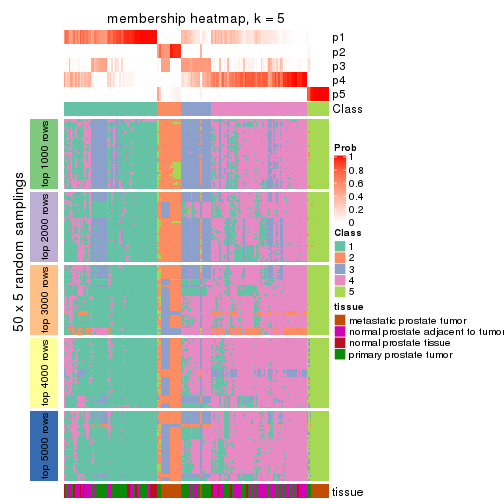 membership heatmap, k = 5
p1
p2
p3
p4
p5
Class
50 x 5 random samplings
top 1000 rows
top 2000 rows
top 3000 rows
top 4000 rows
top 5000 rows
tissue
Prob
1
0.8
0.6
0.4
0.2
0
Class
1
2
3
4
5
tissue
metastatic prostate tumor
normal prostate adjacent to tumor
normal prostate tissue
primary prostate tumor